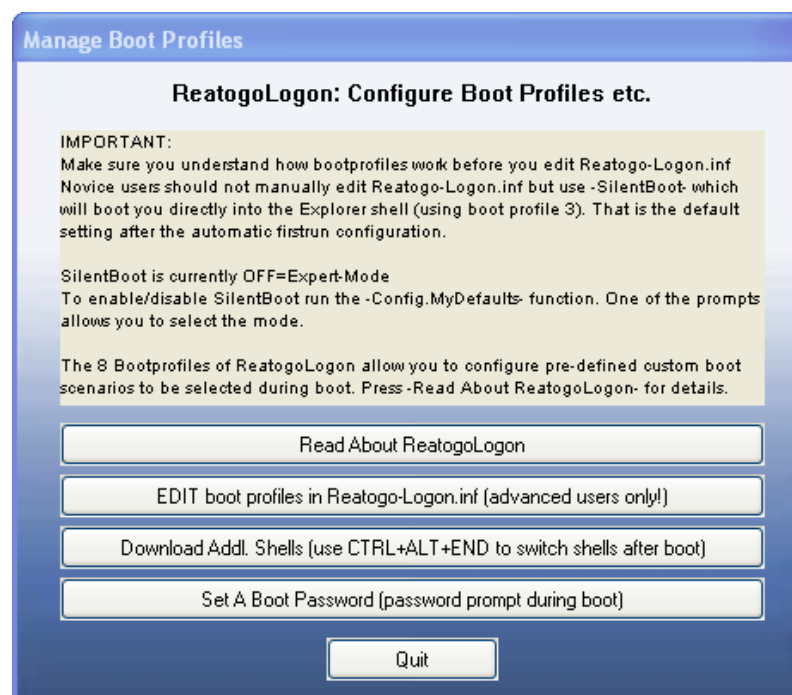 Manage Boot Profiles
ReatogoLogon: Configure Boot Profiles etc.
IMPORTANT:
Make sure you understand how bootprofiles work before you edit Reatogo-Logon.inf
Novice users should not manually edit Reatogo-Logon.inf but use -SilentBoot- which
will boot you directly into the Explorer shell (using boot profile 3). That is the default
setting after the automatic firstrun configuration.
SilentBoot is currently OFF=Expert-Mode
To enable/disable SilentBoot run the -Config.MyDefaults- function. One of the prompts
allows you to select the mode.
The 8 Bootprofiles of ReatogoLogon allow you to configure pre-defined custom boot
scenarios to be selected during boot. Press -Read About ReatogoLogon- for details.
Read About ReatogoLogon
EDIT boot profiles in Reatogo-Logon.inf (advanced users only!)
Download Addl. Shells (use CTRL+ALT+END to switch shells after boot)
Set A Boot Password (password prompt during boot)
Quit